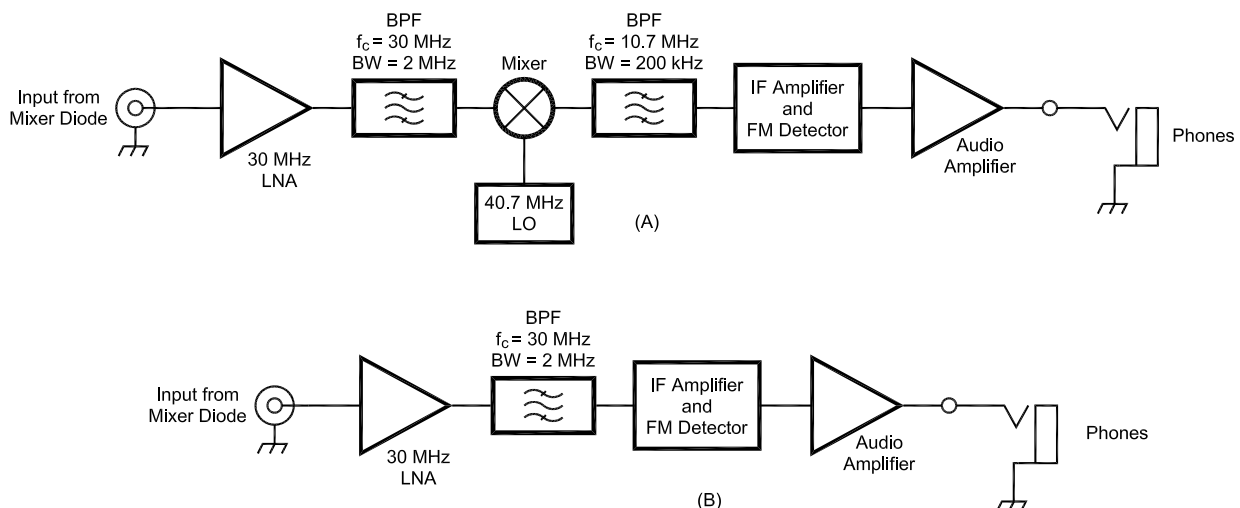 BPF
f_c = 30 MHz
BW = 2 MHz
BPF
f_c = 10.7 MHz
BW = 200 kHz
Mixer
Input from
Mixer Diode
IF Amplifier
and
FM Detector
Phones
30 MHz
LNA
Audio
Amplifier
40.7 MHz
LO
(A)
BPF
f_c = 30 MHz
BW = 2 MHz
Input from
Mixer Diode
IF Amplifier
and
FM Detector
Phones
30 MHz
LNA
Audio
Amplifier
(B)